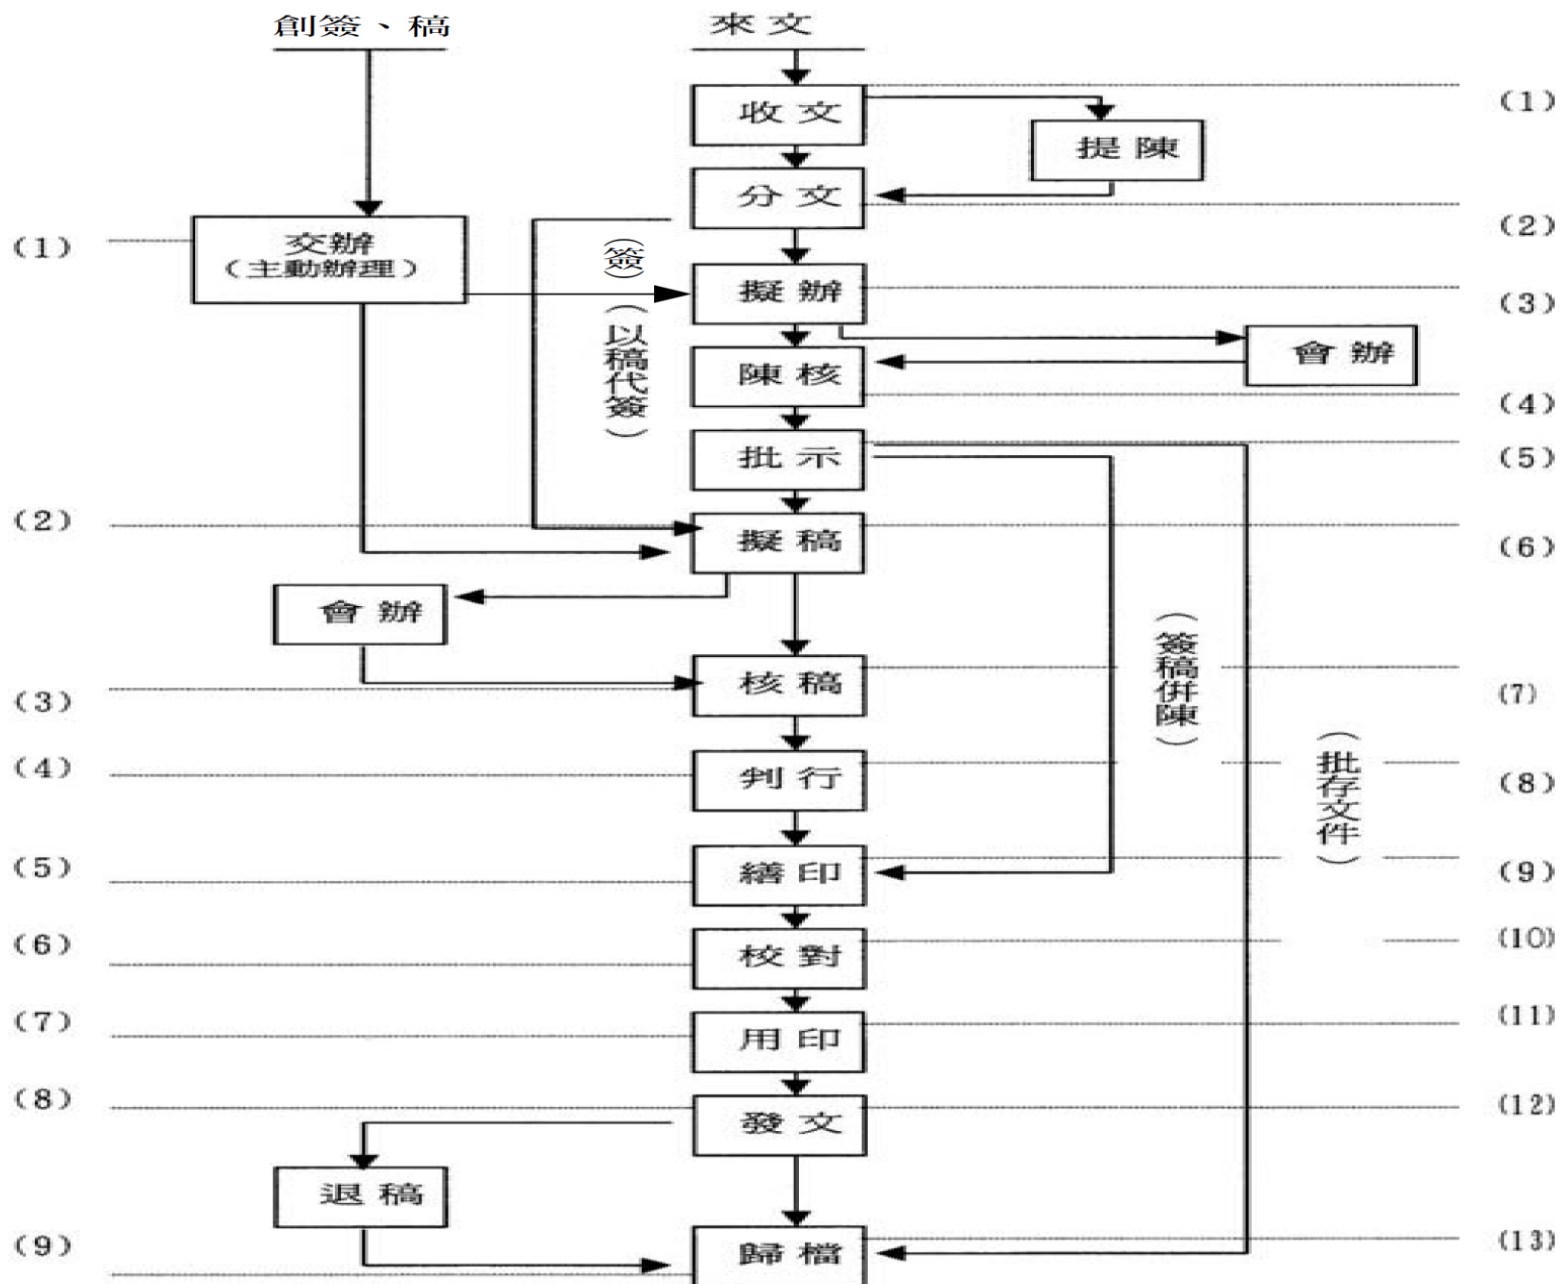 創簽、稿
來文
收文
(1)
提陳
分文
(2)
(1)
交辦
（主動辦理）
（簽）
擬辦
(3)
（以稿代簽）
會辦
陳核
(4)
批示
(5)
(2)
擬稿
(6)
會辦
（簽稿併陳）
核稿
(7)
(3)
（批存文件）
(4)
判行
(8)
(5)
繕印
(9)
(6)
校對
(10)
(7)
用印
(11)
(8)
發文
(12)
退稿
(9)
歸檔
(13)